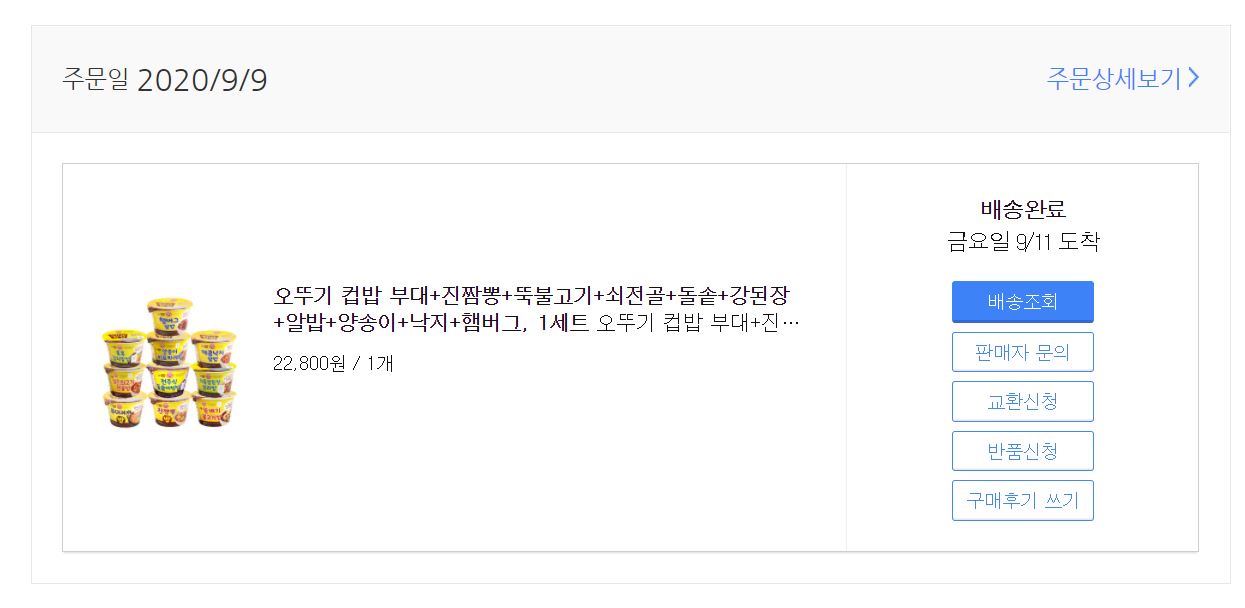 주문일 2020/9/9
주문상세보기
오뚜기 컵밥 부대+진짬뽕+뚝불고기+쇠전골+돌솥+강된장
+알밥+양송이+낙지+햄버그, 1세트 오뚜기 컵밥 부대+진…
22,800원 / 1개
배송완료
금요일 9/11 도착
배송조회
판매자 문의
교환신청
반품신청
구매후기 쓰기